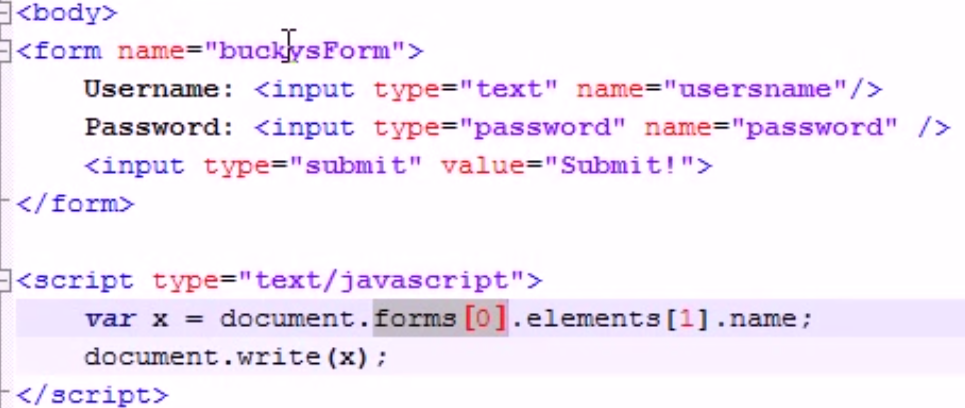 <body>
<form name="buckysForm">
Username: <input type="text" name="usersname"/>
Password: <input type="password" name="password" />
<input type="submit" value="Submit!">
</form>
<script type="text/javascript">
var x = document.forms[0].elements[1].name;
document.write(x);
</script>